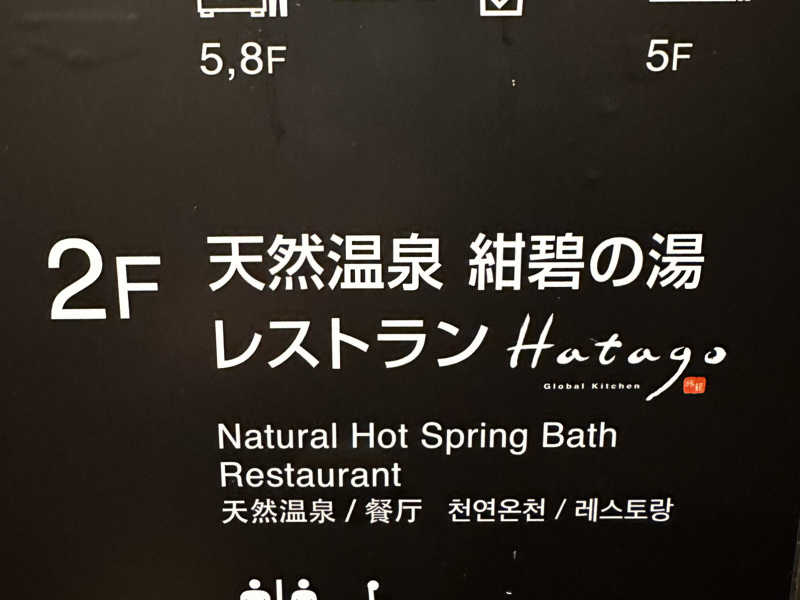 5,8F 5F
2F 天然温泉 紺碧の湯
レストラン Hatago
Global Kitchen
Natural Hot Spring Bath
Restaurant
天然温泉 / 餐厅 천연온천 / 레스토랑